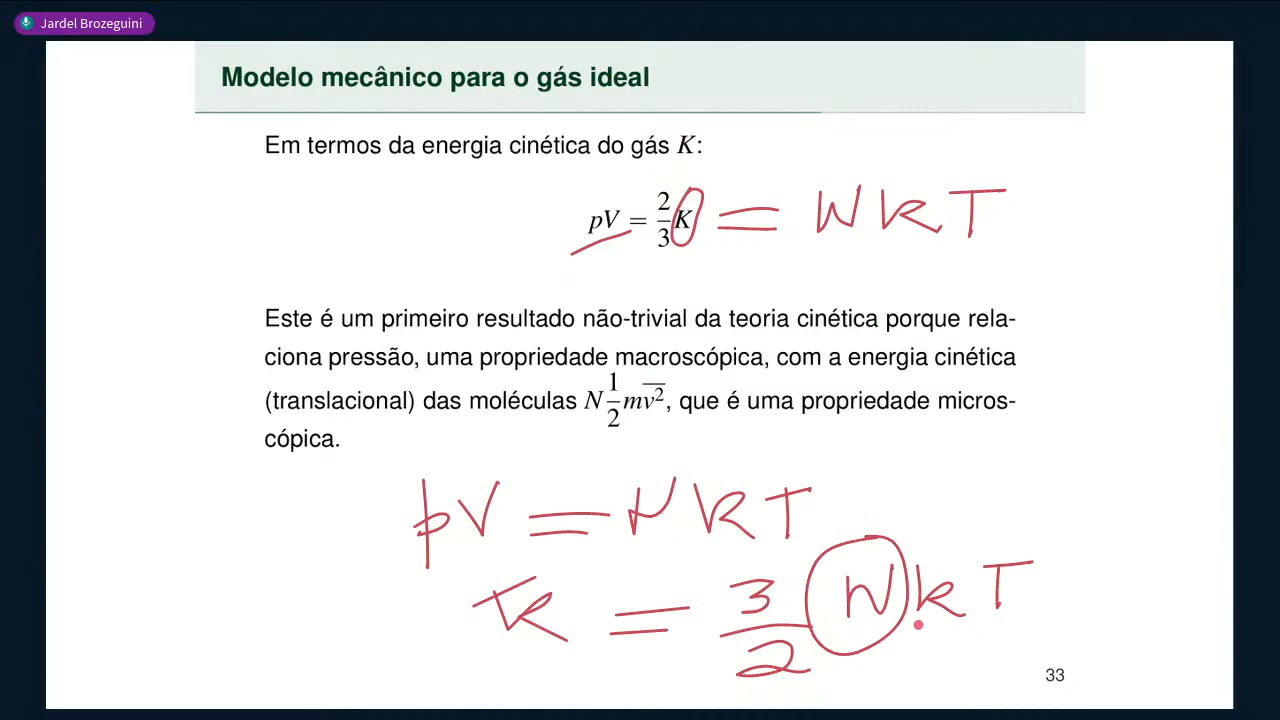 Jardel Brozeguini
Modelo mecânico para o gás ideal
Em termos da energia cinética do gás K:
pV = 2/3 K = NkT
Este é um primeiro resultado não-trivial da teoria cinética porque rela-
ciona pressão, uma propriedade macroscópica, com a energia cinética
(translacional) das moléculas N 1/2 mv̅²̅, que é uma propriedade micros-
cópica.
pV = NkT
K = 3/2 NkT
33